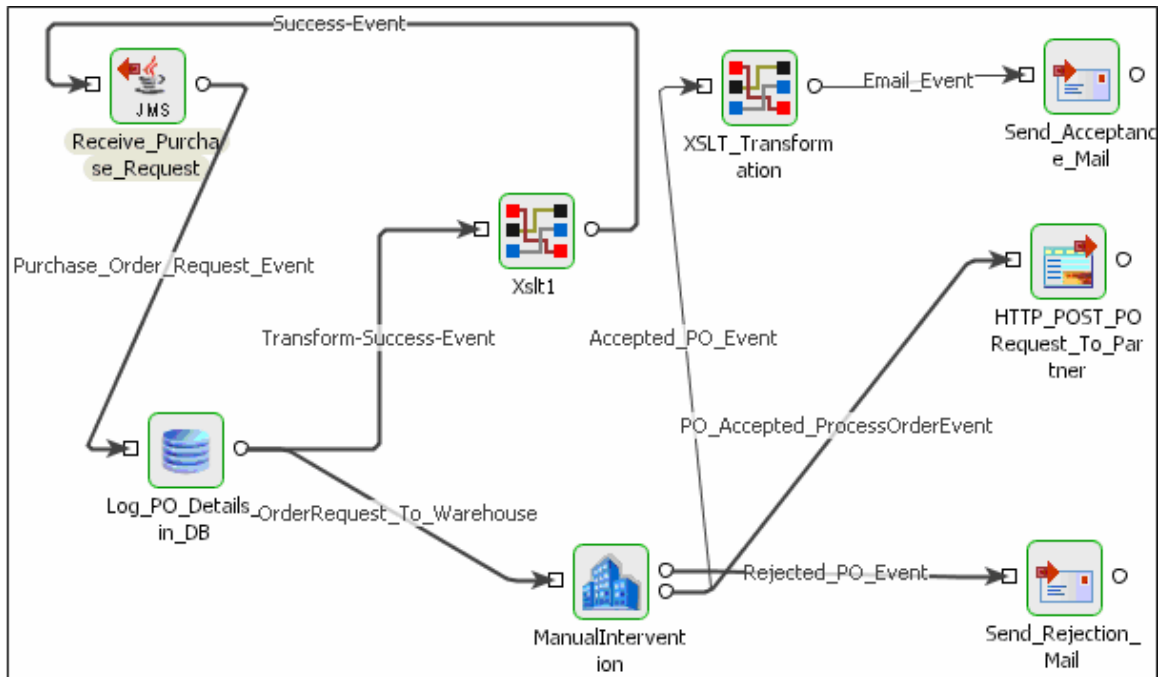 Success-Event
JMS
Receive_Purcha
se_Request
Email_Event
XSLT_Transform
ation
Send_Acceptanc
e_Mail
Purchase_Order_Request_Event
Xslt1
Transform-Success-Event
Accepted_PO_Event
HTTP_POST_PO
Request_To_Par
tner
PO_Accepted_ProcessOrderEvent
Log_PO_Details_
in_DB
OrderRequest_To_Warehouse
Rejected_PO_Event
ManualIntervent
ion
Send_Rejection_
Mail